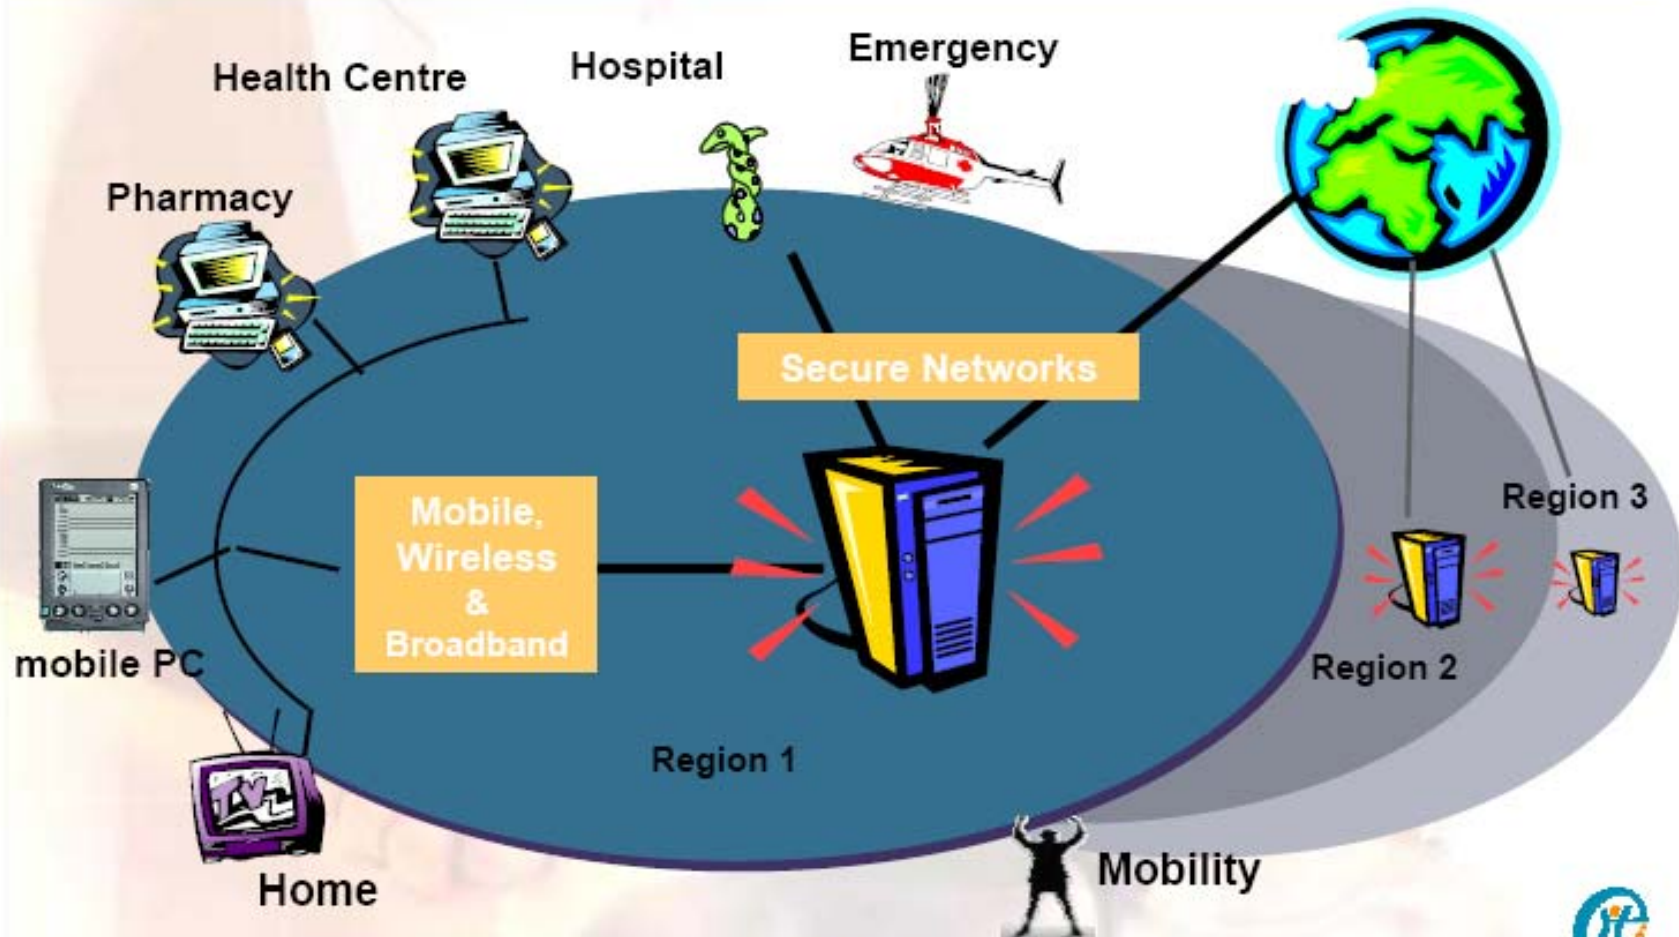 Emergency
Hospital
Health Centre
Pharmacy
Secure Networks
Mobile,
Wireless
&
Broadband
Region 3
mobile PC
Region 2
Region 1
TV
Home
Mobility